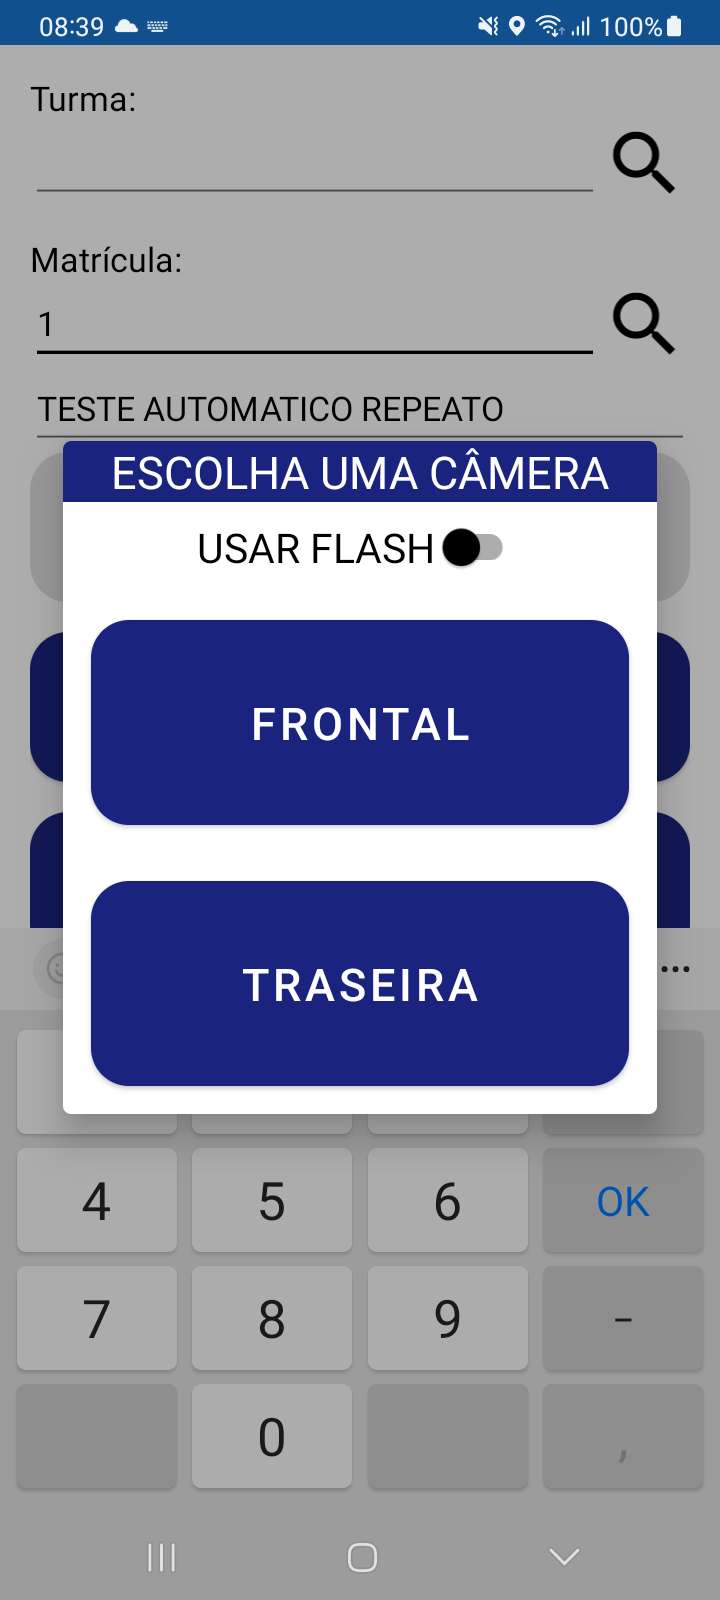 08:39 100%
Turma:
Matrícula:
1
TESTE AUTOMATICO REPEATO
ESCOLHA UMA CÂMERA
USAR FLASH
FRONTAL
TRASEIRA
4 5 6 OK
7 8 9 -
0 ,